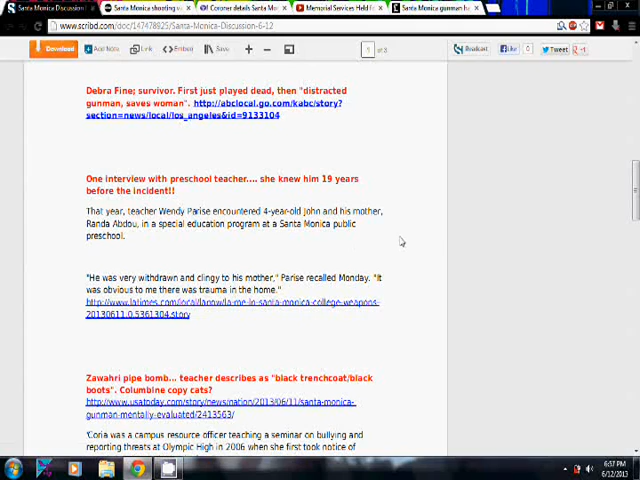 Santa Monica Discussion
Santa Monica shooting su
Coroner details Santa Mo
Memorial Services Held fo
Santa Monica gunman ha
www.scribd.com/doc/147478925/Santa-Monica-Discussion-6-12
Download
Add Note
Link
Embed
Save
of 8
Readcast
Like
0
Tweet
+1
Debra Fine; survivor. First just played dead, then "distracted
gunman, saves woman". http://abclocal.go.com/kabc/story?
section=news/local/los_angeles&id=9133104
One interview with preschool teacher.... she knew him 19 years
before the incident!!
That year, teacher Wendy Parise encountered 4-year-old John and his mother,
Randa Abdou, in a special education program at a Santa Monica public
preschool.
"He was very withdrawn and clingy to his mother," Parise recalled Monday. "It
was obvious to me there was trauma in the home."
http://www.latimes.com/local/lanow/la-me-ln-santa-monica-college-weapons-
20130611,0,5361304.story
Zawahri pipe bomb... teacher describes as "black trenchcoat/black
boots". Columbine copy cats?
http://www.usatoday.com/story/news/nation/2013/06/11/santa-monica-
gunman-mentally-evaluated/2413563/
'Coria was a campus resource officer teaching a seminar on bullying and
reporting threats at Olympic High in 2006 when she first took notice of
6:57 PM
6/12/2013